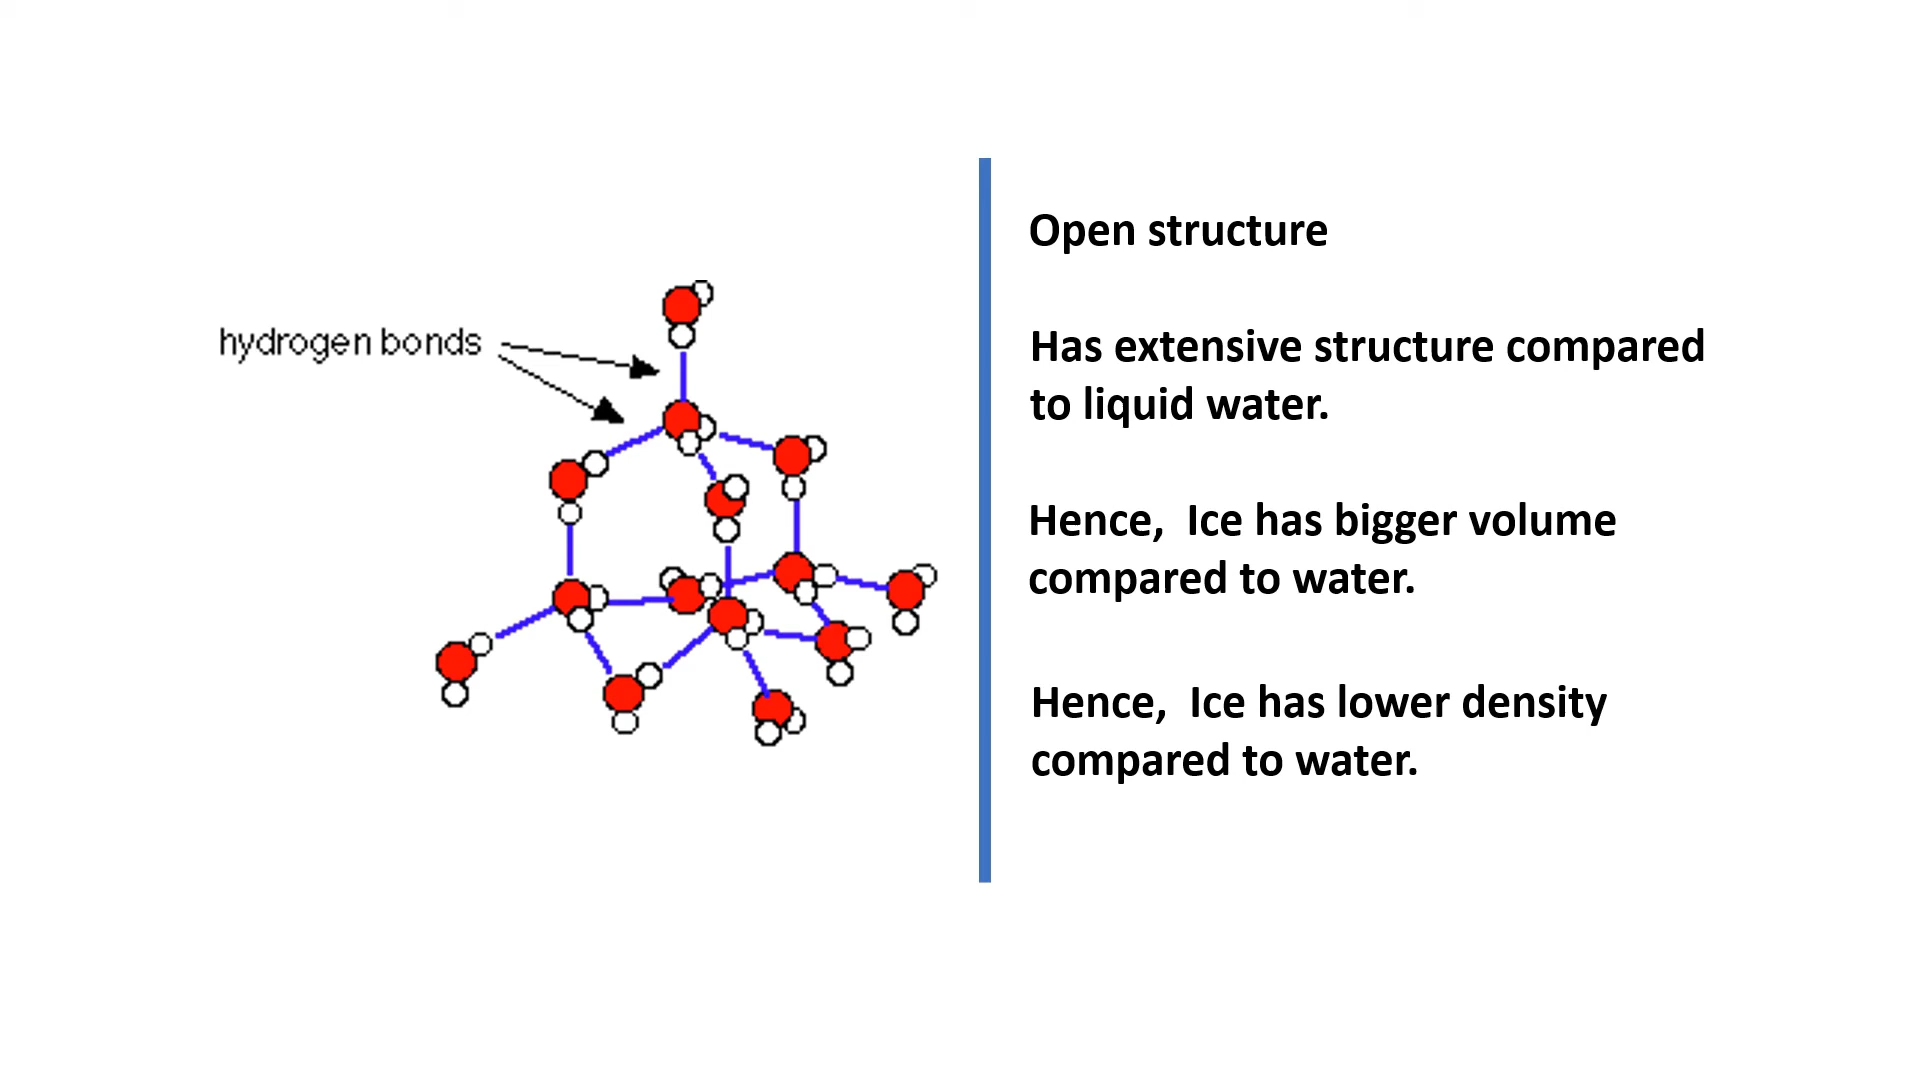 hydrogen bonds
Open structure
Has extensive structure compared
to liquid water.
Hence,  Ice has bigger volume
compared to water.
Hence,  Ice has lower density
compared to water.